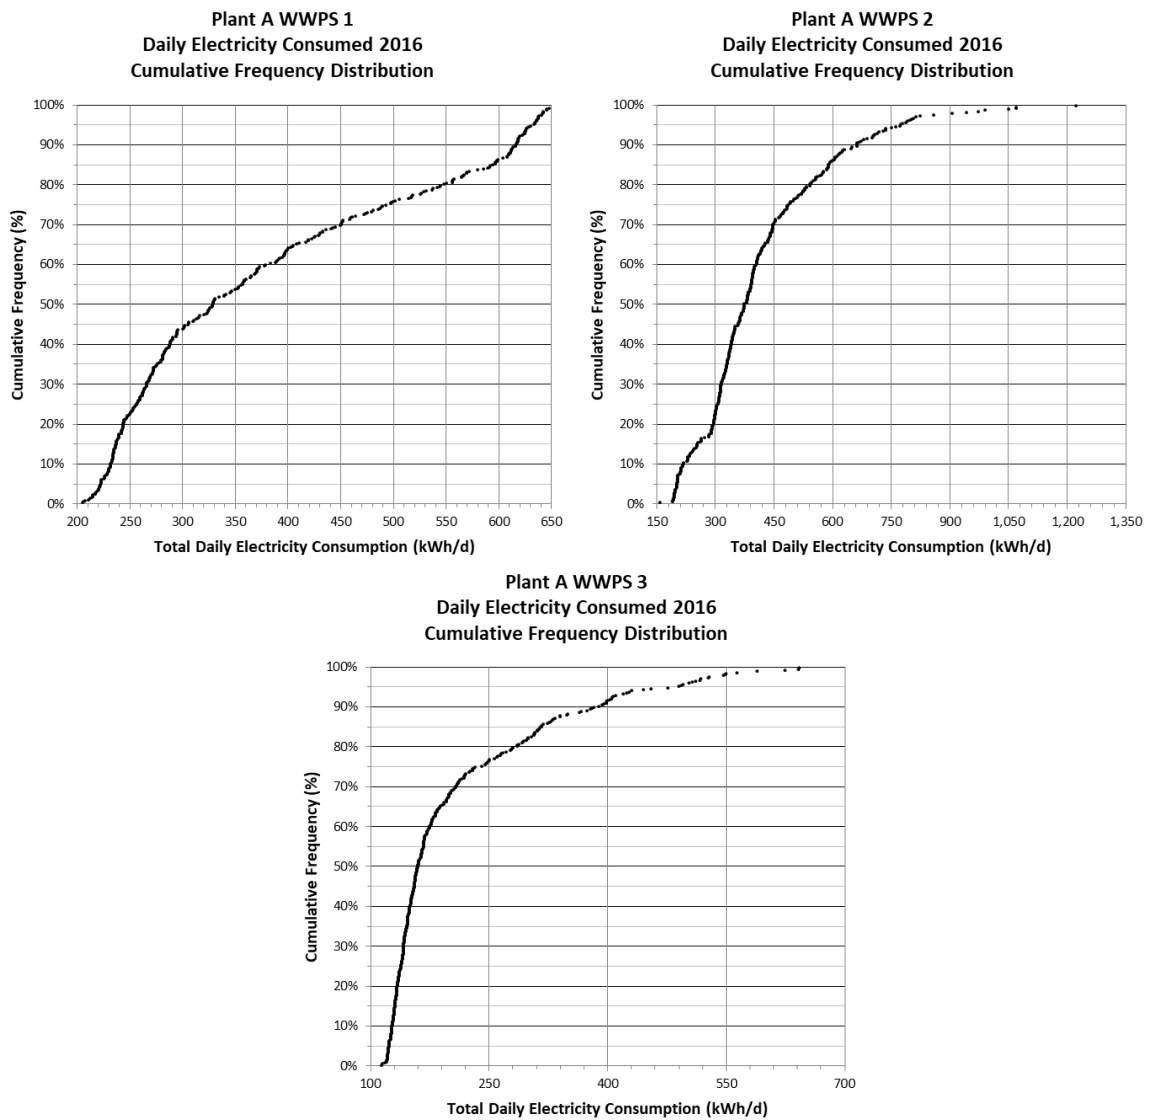 Plant A WWPS 1
Daily Electricity Consumed 2016
Cumulative Frequency Distribution
100%
90%
80%
70%
60%
50%
40%
30%
20%
10%
0%
Cumulative Frequency (%)
200 250 300 350 400 450 500 550 600 650
Total Daily Electricity Consumption (kWh/d)
Plant A WWPS 2
Daily Electricity Consumed 2016
Cumulative Frequency Distribution
100%
90%
80%
70%
60%
50%
40%
30%
20%
10%
0%
Cumulative Frequency (%)
150 300 450 600 750 900 1,050 1,200 1,350
Total Daily Electricity Consumption (kWh/d)
Plant A WWPS 3
Daily Electricity Consumed 2016
Cumulative Frequency Distribution
100%
90%
80%
70%
60%
50%
40%
30%
20%
10%
0%
Cumulative Frequency (%)
100 250 400 550 700
Total Daily Electricity Consumption (kWh/d)